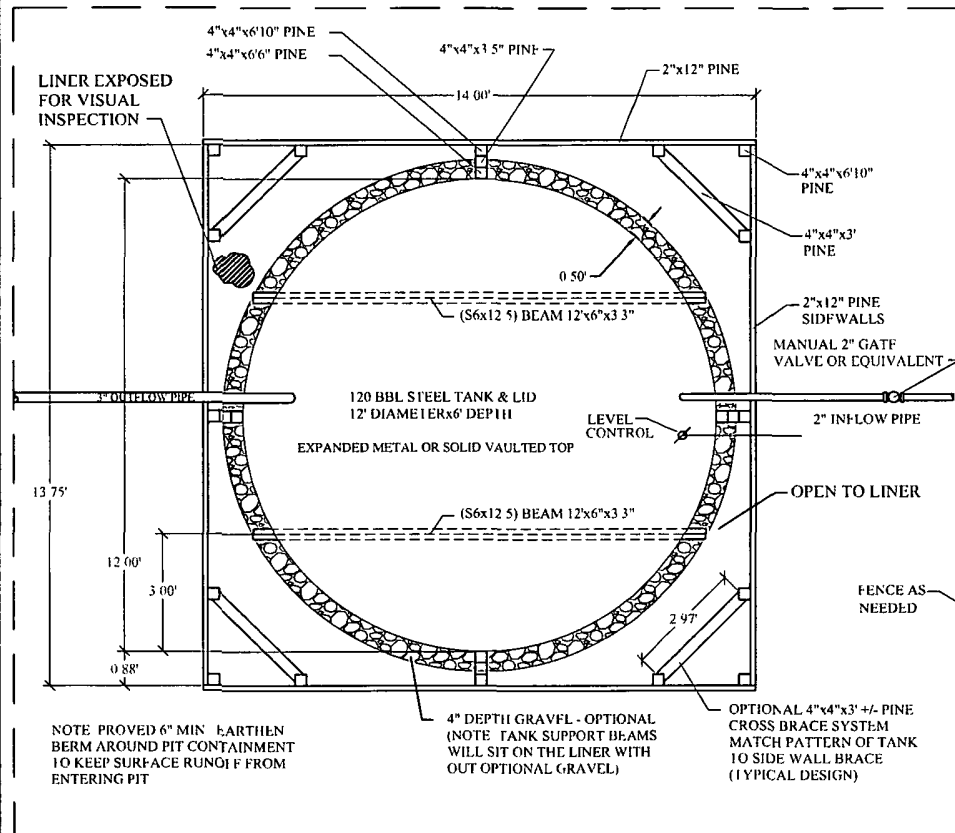 4"x4"x6'10" PINE
4"x4"x6'6" PINE
4"x4"x3 5" PINE
2"x12" PINE
LINER EXPOSED
FOR VISUAL
INSPECTION
14 00'
4"x4"x6'10"
PINE
4"x4"x3'
PINE
0 50'
(S6x12 5) BEAM 12'x6"x3 3"
2"x12" PINE
SIDEWALLS
MANUAL 2" GATE
VALVE OR EQUIVALENT
3" OUTFLOW PIPE
120 BBL STEEL TANK & LID
12' DIAMETERx6' DEPTH
LEVEL
CONTROL
2" INFLOW PIPE
EXPANDED METAL OR SOLID VAULTED TOP
13 75'
OPEN TO LINER
(S6x12 5) BEAM 12'x6"x3 3"
12 00'
3 00'
2 97'
FENCE AS
NEEDED
0 88'
NOTE PROVED 6" MIN EARTHEN
BERM AROUND PIT CONTAINMENT
TO KEEP SURFACE RUNOFF FROM
ENTERING PIT
4" DEPTH GRAVEL - OPTIONAL
(NOTE TANK SUPPORT BEAMS
WILL SIT ON THE LINER WITH
OUT OPTIONAL GRAVEL)
OPTIONAL 4"x4"x3' +/- PINE
CROSS BRACE SYSTEM
MATCH PATTERN OF TANK
TO SIDE WALL BRACE
(TYPICAL DESIGN)